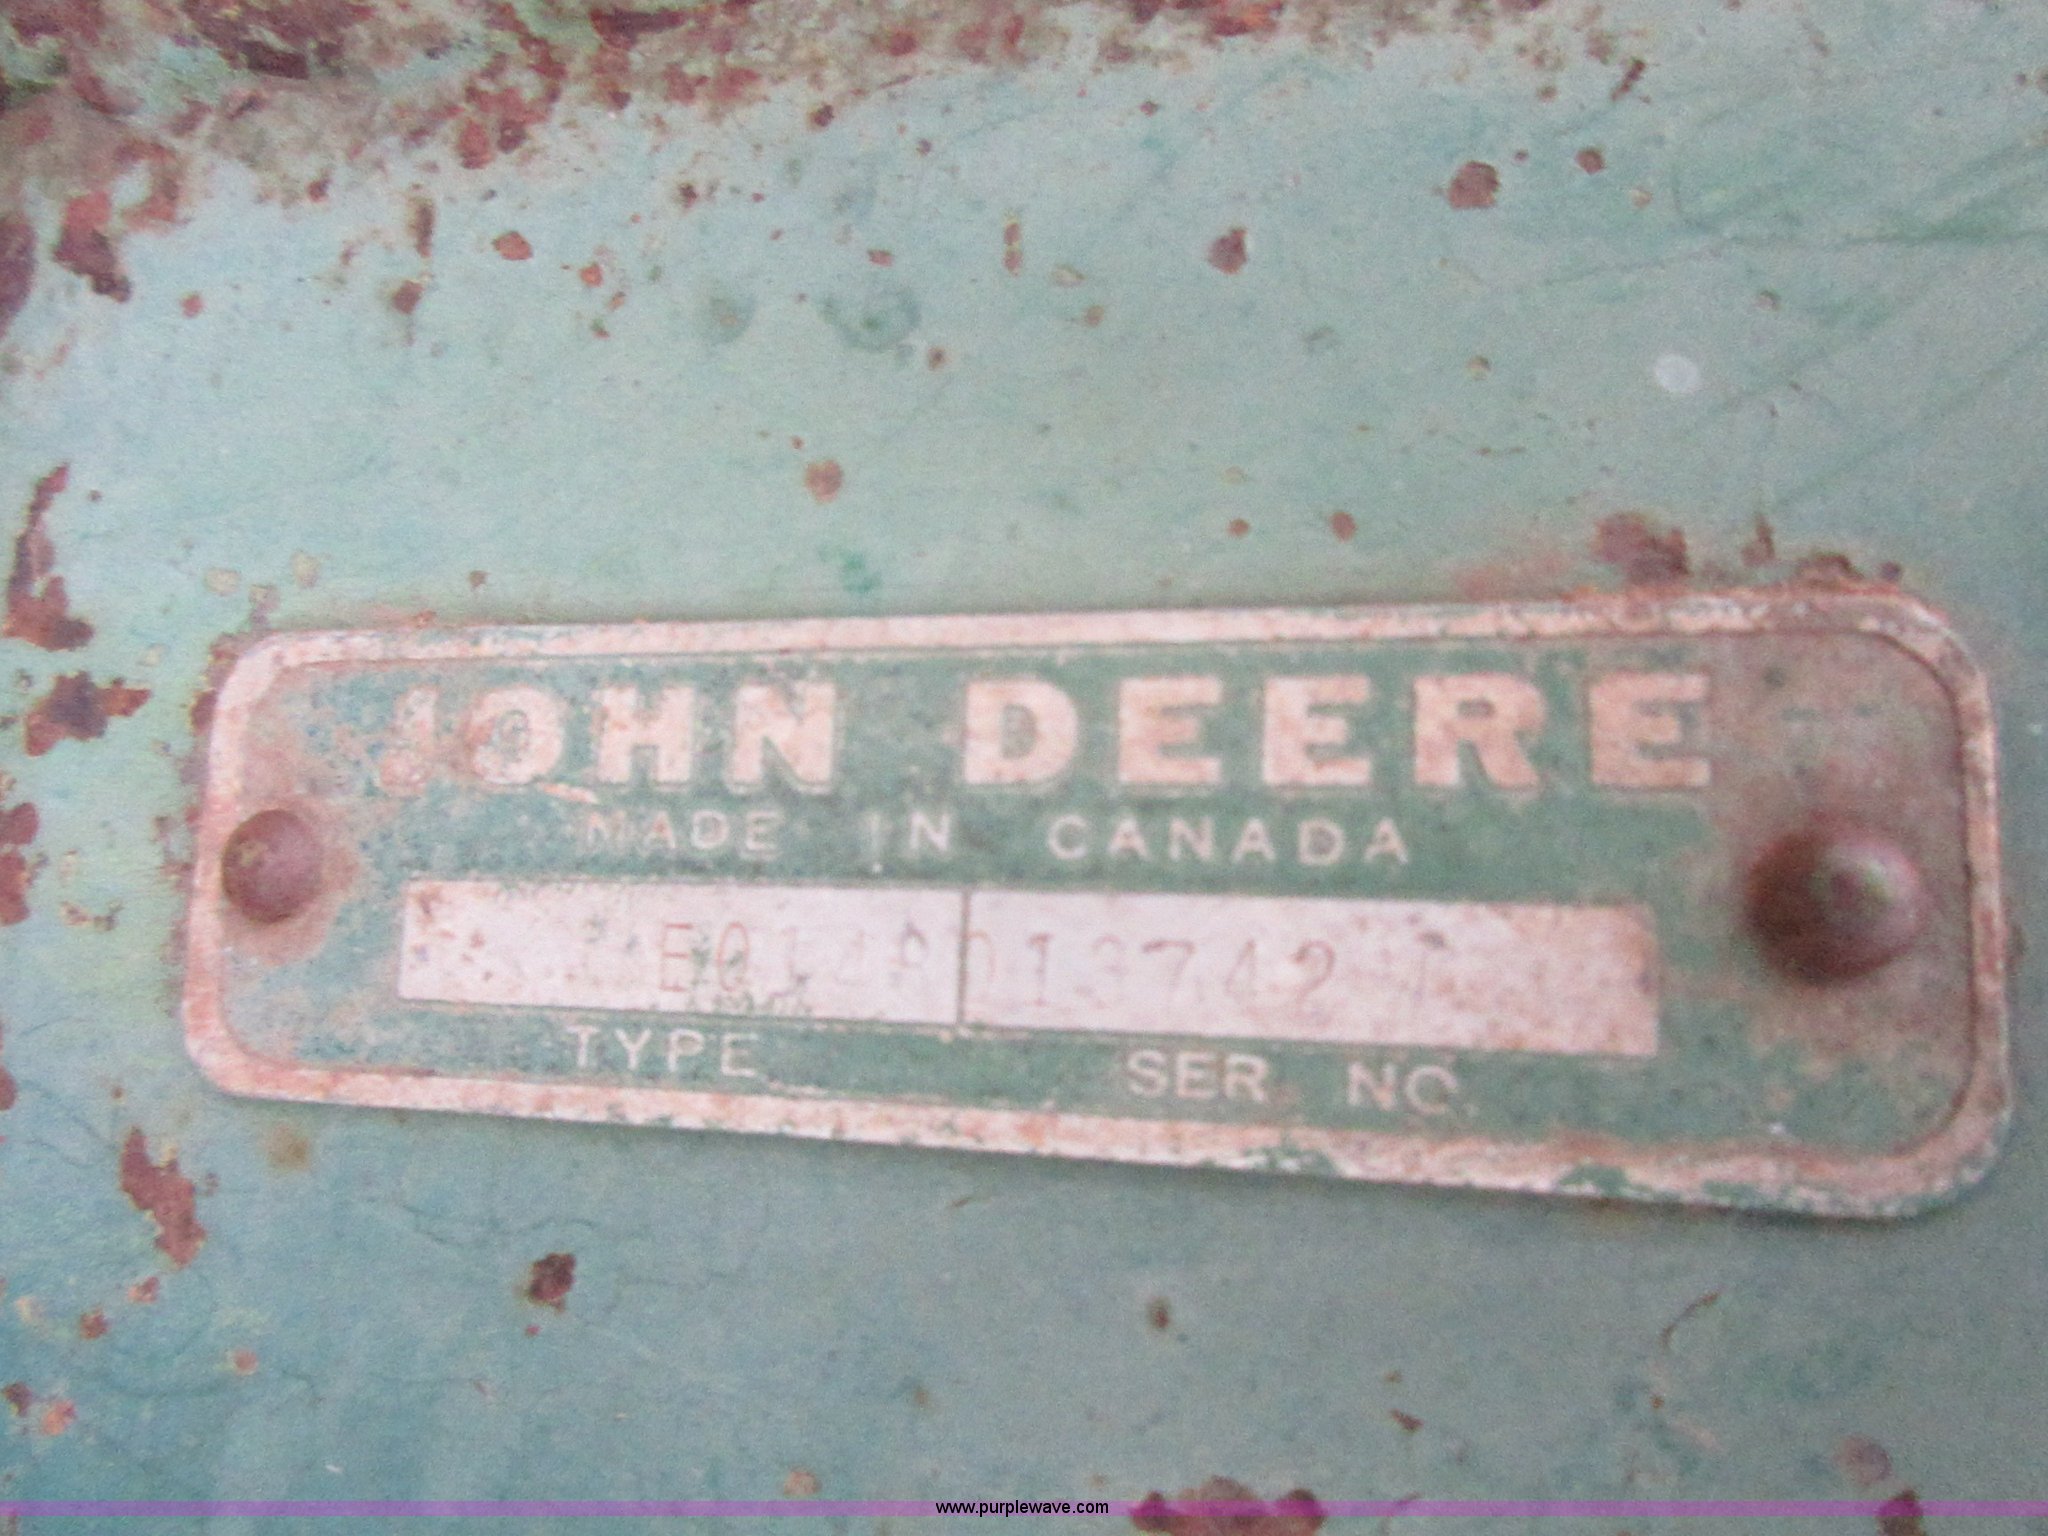 JOHN DEERE
MADE IN CANADA
TYPE SER NO.
www.purplewave.com